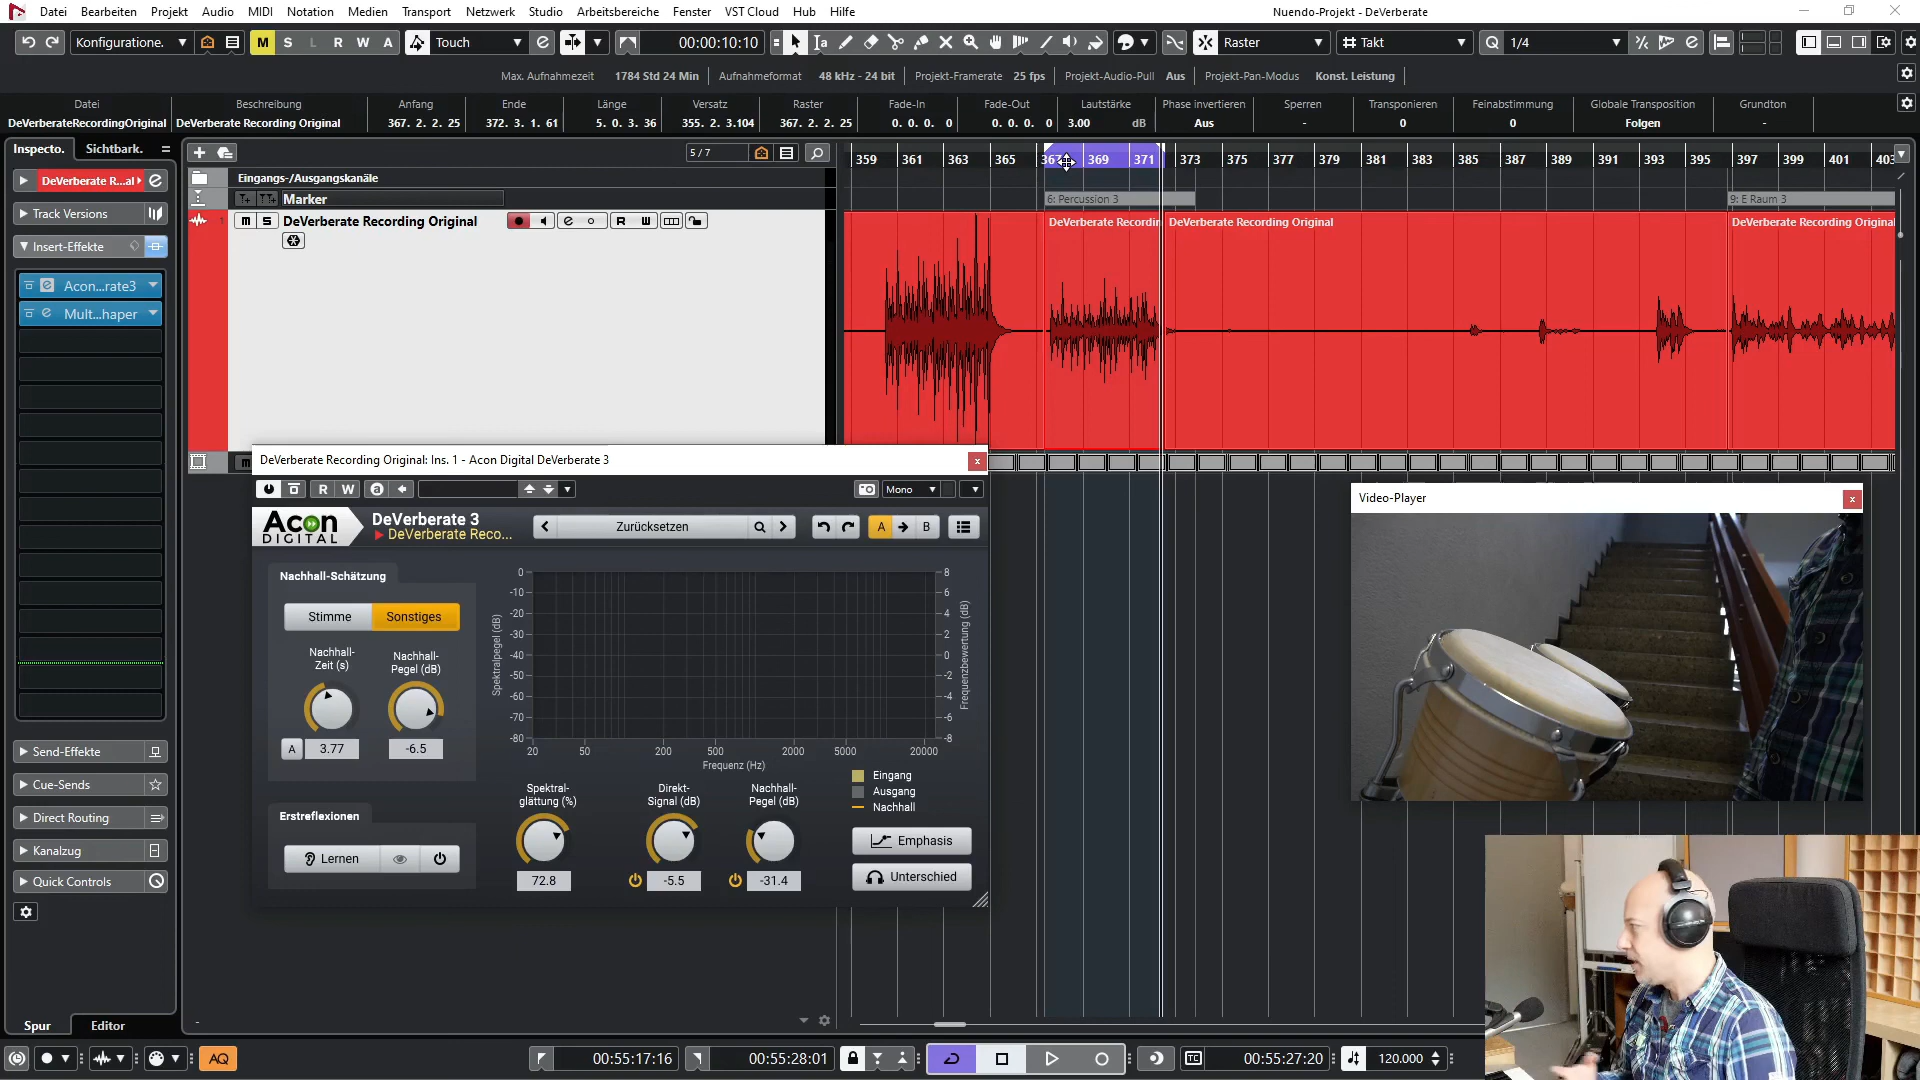 Datei Bearbeiten Projekt Audio MIDI Notation Medien Transport Netzwerk Studio Arbeitsbereiche Fenster VST Cloud Hub Hilfe Nuendo-Projekt - DeVerberate
Konfiguratione. M S L R W A Touch 00:00:10:10 Raster Takt Q 1/4
Max. Aufnahmezeit 1784 Std 24 Min Aufnahmeformat 48 kHz - 24 bit Projekt-Framerate 25 fps Projekt-Audio-Pull Aus Projekt-Pan-Modus Konst. Leistung
Datei Beschreibung Anfang Ende Länge Versatz Raster Fade-In Fade-Out Lautstärke Phase invertieren Sperren Transponieren Feinabstimmung Globale Transposition Grundton
DeVerberateRecordingOriginal DeVerberate Recording Original 367. 2. 2. 25 372. 3. 1. 61 5. 0. 3. 36 355. 2. 3.104 367. 2. 2. 25 0. 0. 0. 0 0. 0. 0. 0 3.00 dB Aus - 0 0 Folgen -
Inspecto. Sichtbark. 5 / 7 359 361 363 365 367 369 371 373 375 377 379 381 383 385 387 389 391 393 395 397 399 401 403
DeVerberate R...al
Eingangs-/Ausgangskanäle
Marker 6: Percussion 3 9: E Raum 3
Track Versions
1 m S DeVerberate Recording Original R W
DeVerberate Recordin DeVerberate Recording Original DeVerberate Recording Original
Insert-Effekte
Acon...rate3
Mult...haper
Send-Effekte
Cue-Sends
Direct Routing
Kanalzug
Quick Controls
Spur Editor
DeVerberate Recording Original: Ins. 1 - Acon Digital DeVerberate 3
R W a Mono
Acon DIGITAL DeVerberate 3
DeVerberate Reco...
Zurücksetzen A B
Nachhall-Schätzung
Stimme Sonstiges
Nachhall-Zeit (s)
Nachhall-Pegel (dB)
A 3.77 -6.5
Erstreflexionen
Lernen
Spektralpegel (dB)
0 -10 -20 -30 -40 -50 -60 -70 -80
Frequenzbewertung (dB)
8 6 4 2 0 -2 -4 -6 -8
20 50 200 500 2000 5000 20000
Frequenz (Hz)
Spektral-glättung (%)
72.8
Direkt-Signal (dB)
-5.5
Nachhall-Pegel (dB)
-31.4
Eingang
Ausgang
Nachhall
Emphasis
Unterschied
Video-Player
AQ 00:55:17:16 00:55:28:01 TC 00:55:27:20 120.000